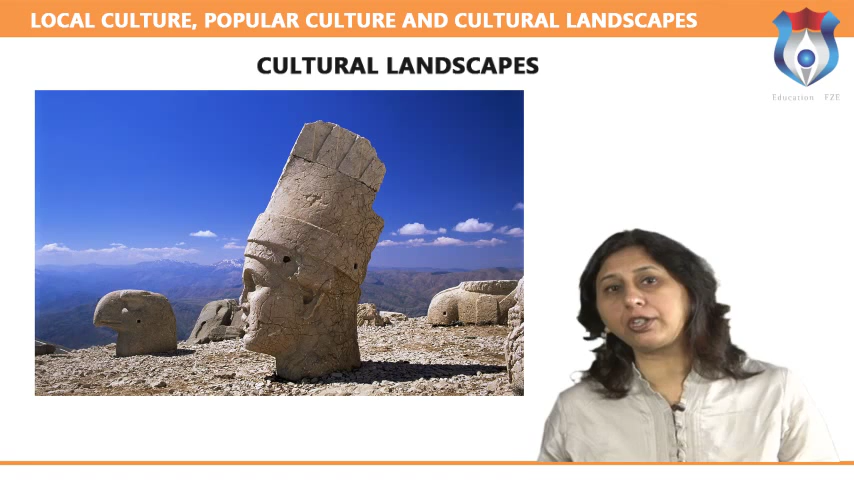 LOCAL CULTURE, POPULAR CULTURE AND CULTURAL LANDSCAPES
CULTURAL LANDSCAPES
Education FZE